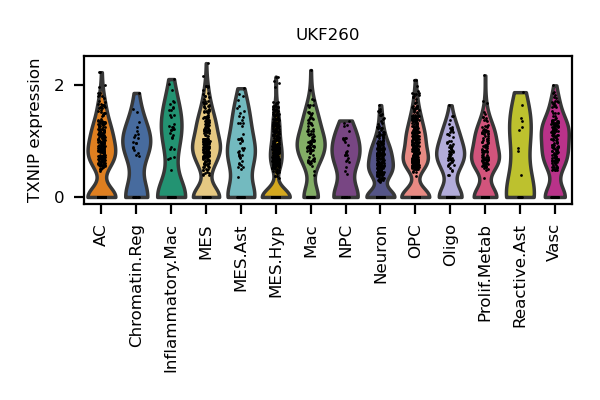 UKF260
TXNIP expression
2
0
AC
Chromatin.Reg
Inflammatory.Mac
MES
MES.Ast
MES.Hyp
Mac
NPC
Neuron
OPC
Oligo
Prolif.Metab
Reactive.Ast
Vasc